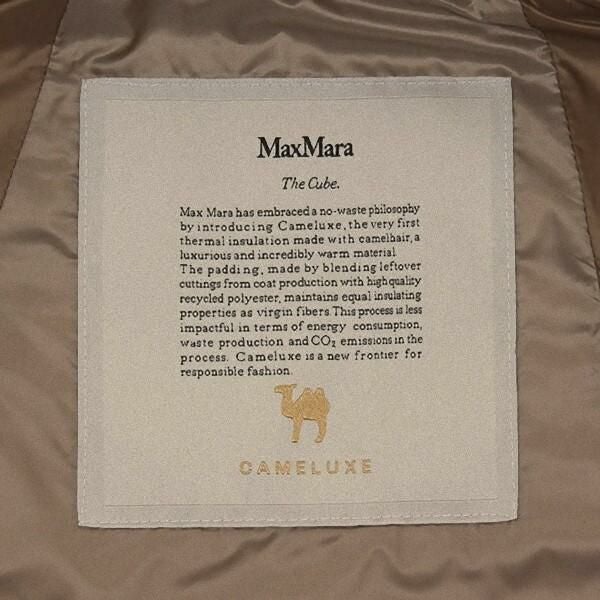 MaxMara
The Cube.
Max Mara has embraced a no-waste philosophy
by introducing Cameluxe, the very first
thermal insulation made with camelhair, a
luxurious and incredibly warm material.
The padding, made by blending leftover
cuttings from coat production with high quality
recycled polyester, maintains equal insulating
properties as virgin fibers. This process is less
impactful in terms of energy consumption,
waste production and CO₂ emissions in the
process. Cameluxe is a new frontier for
responsible fashion.
CAMELUXE